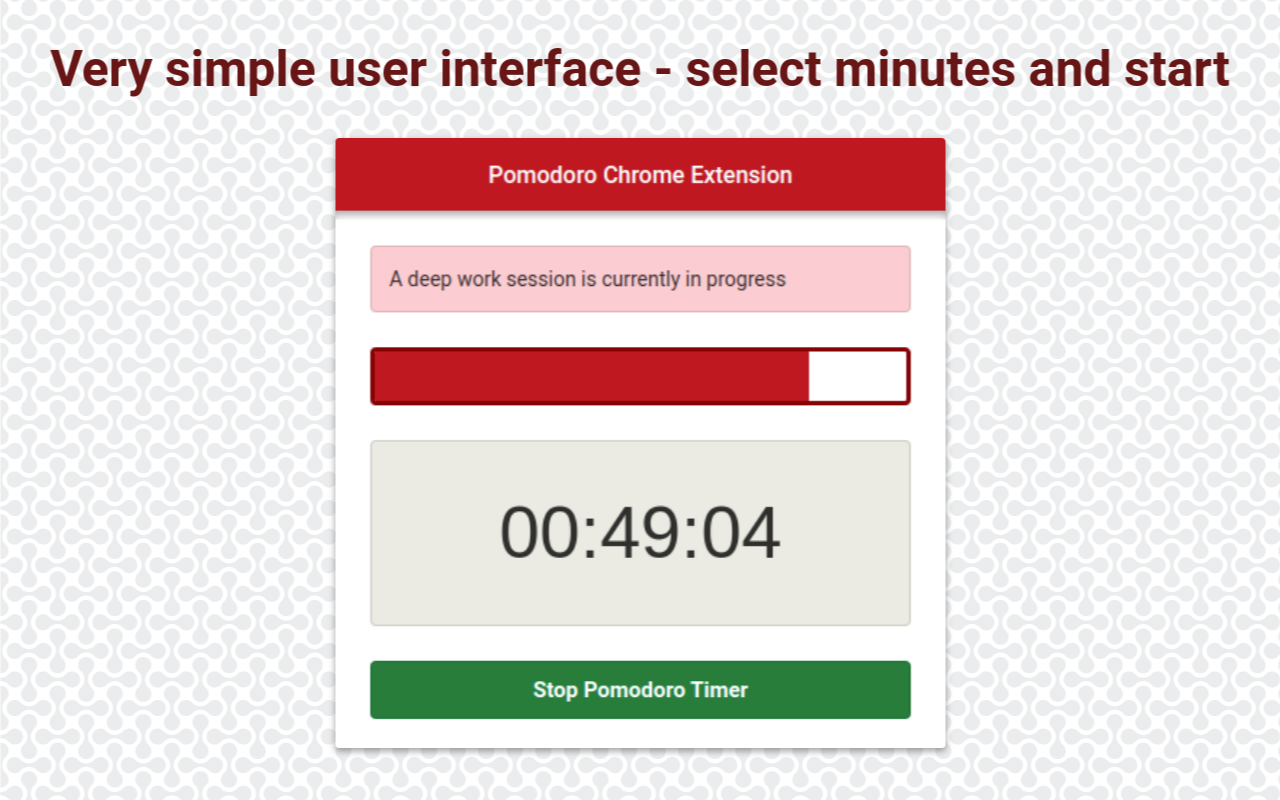 Very simple user interface - select minutes and start
Pomodoro Chrome Extension
A deep work session is currently in progress
00:49:04
Stop Pomodoro Timer